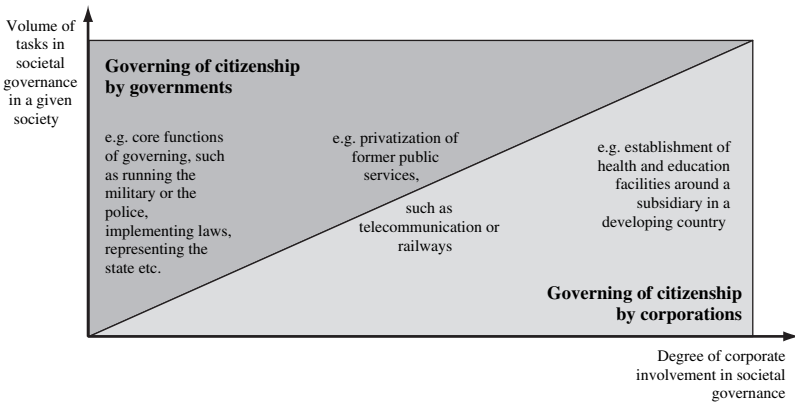 Volume of
tasks in
societal
governance
in a given
society
Governing of citizenship
by governments
e.g. core functions
of governing, such
as running the
military or the
police,
implementing laws,
representing the
state etc.
e.g. privatization of
former public
services,
such as
telecommunication or
railways
e.g. establishment of
health and education
facilities around a
subsidiary in a
developing country
Governing of citizenship
by corporations
Degree of corporate
involvement in societal
governance